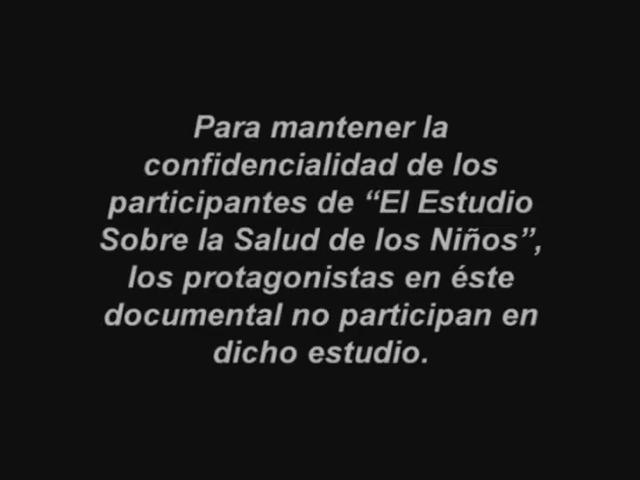 Para mantener la
confidencialidad de los
participantes de “El Estudio
Sobre la Salud de los Niños”,
los protagonistas en éste
documental no participan en
dicho estudio.